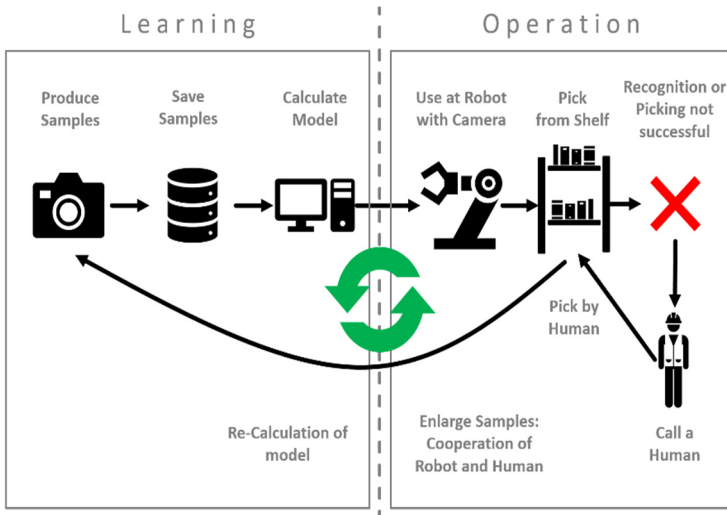 Learning
Operation
Produce
Samples
Save
Samples
Calculate
Model
Use at Robot
with Camera
Pick
from Shelf
Recognition or
Picking not
successful
Pick by
Human
Re-Calculation of
model
Enlarge Samples:
Cooperation of
Robot and Human
Call a
Human